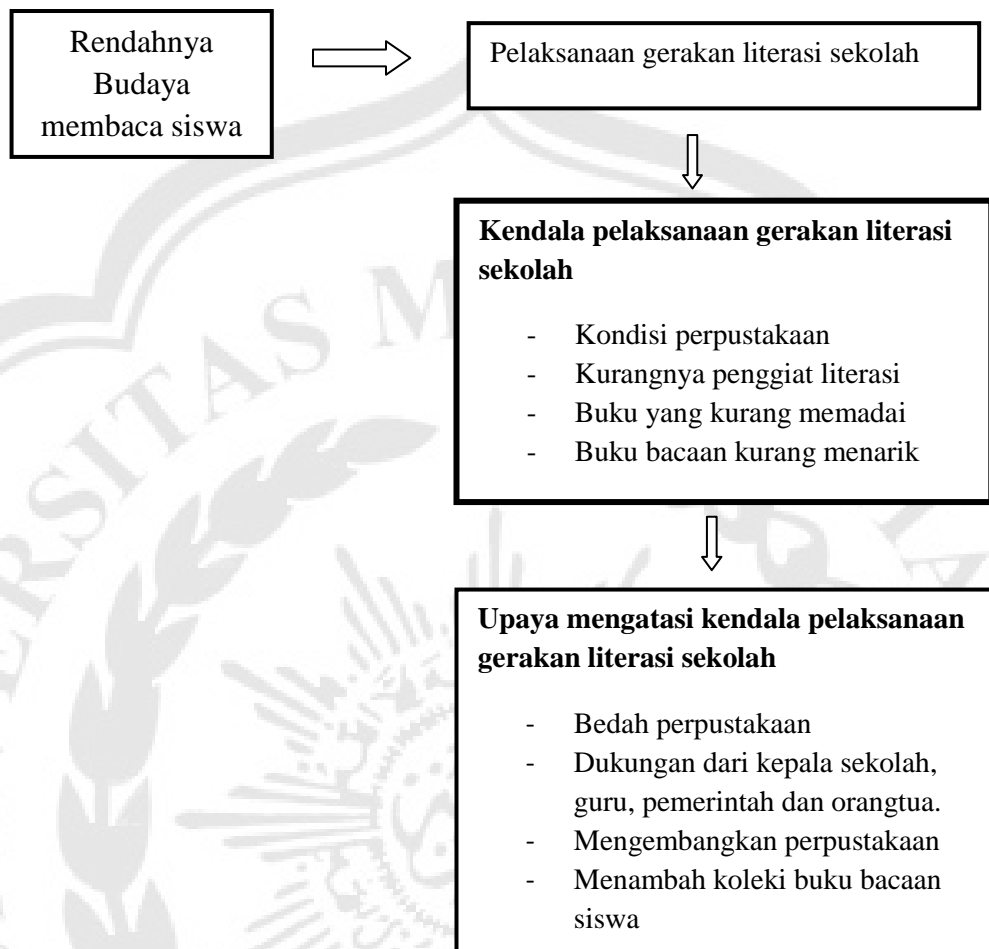 Rendahnya
Budaya
membaca siswa
Pelaksanaan gerakan literasi sekolah
Kendala pelaksanaan gerakan literasi
sekolah
- Kondisi perpustakaan
- Kurangnya penggiat literasi
- Buku yang kurang memadai
- Buku bacaan kurang menarik
Upaya mengatasi kendala pelaksanaan
gerakan literasi sekolah
- Bedah perpustakaan
- Dukungan dari kepala sekolah,
guru, pemerintah dan orangtua.
- Mengembangkan perpustakaan
- Menambah koleki buku bacaan
siswa